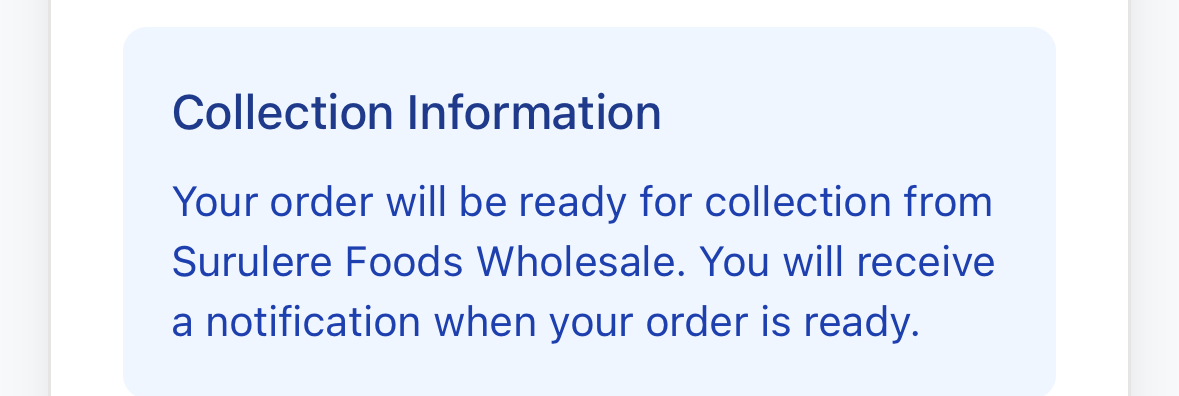 Collection Information
Your order will be ready for collection from
Surulere Foods Wholesale. You will receive
a notification when your order is ready.